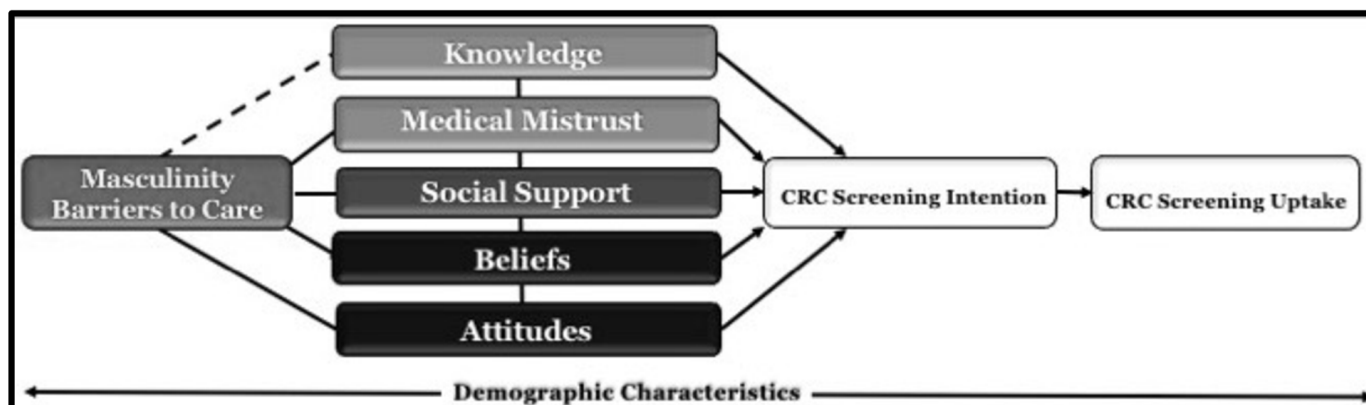 Knowledge
Medical Mistrust
Masculinity
Barriers to Care
Social Support
CRC Screening Intention
CRC Screening Uptake
Beliefs
Attitudes
Demographic Characteristics